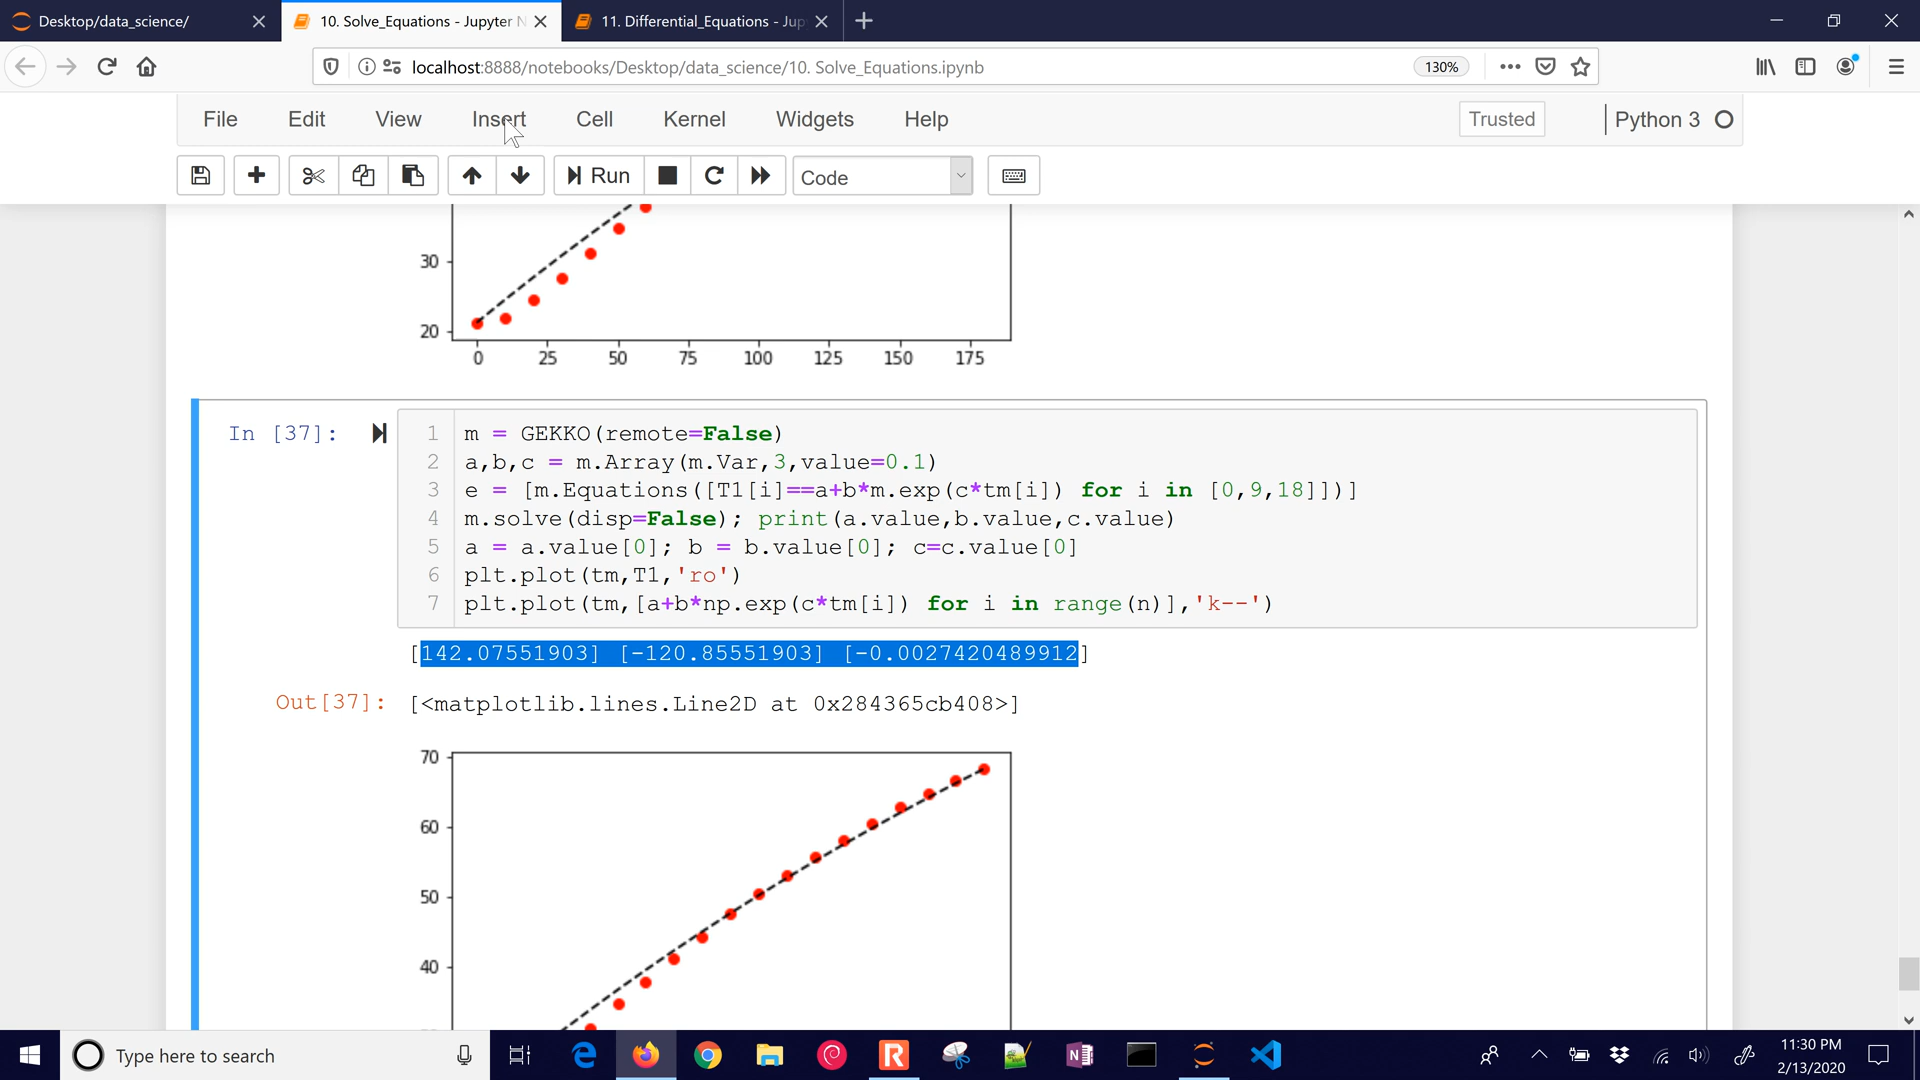 Desktop/data_science/
10. Solve_Equations - Jupyter N
11. Differential_Equations - Jup
localhost:8888/notebooks/Desktop/data_science/10. Solve_Equations.ipynb
130%
File Edit View Insert Cell Kernel Widgets Help
Trusted
Python 3
Run
Code
30
20
0 25 50 75 100 125 150 175
In [37]:
1 m = GEKKO(remote=False)
2 a,b,c = m.Array(m.Var,3,value=0.1)
3 e = [m.Equations([T1[i]==a+b*m.exp(c*tm[i]) for i in [0,9,18]])]
4 m.solve(disp=False); print(a.value,b.value,c.value)
5 a = a.value[0]; b = b.value[0]; c=c.value[0]
6 plt.plot(tm,T1,'ro')
7 plt.plot(tm,[a+b*np.exp(c*tm[i]) for i in range(n)],'k--')
[142.07551903] [-120.85551903] [-0.0027420489912]
Out[37]: [<matplotlib.lines.Line2D at 0x284365cb408>]
70
60
50
40
Type here to search
11:30 PM
2/13/2020